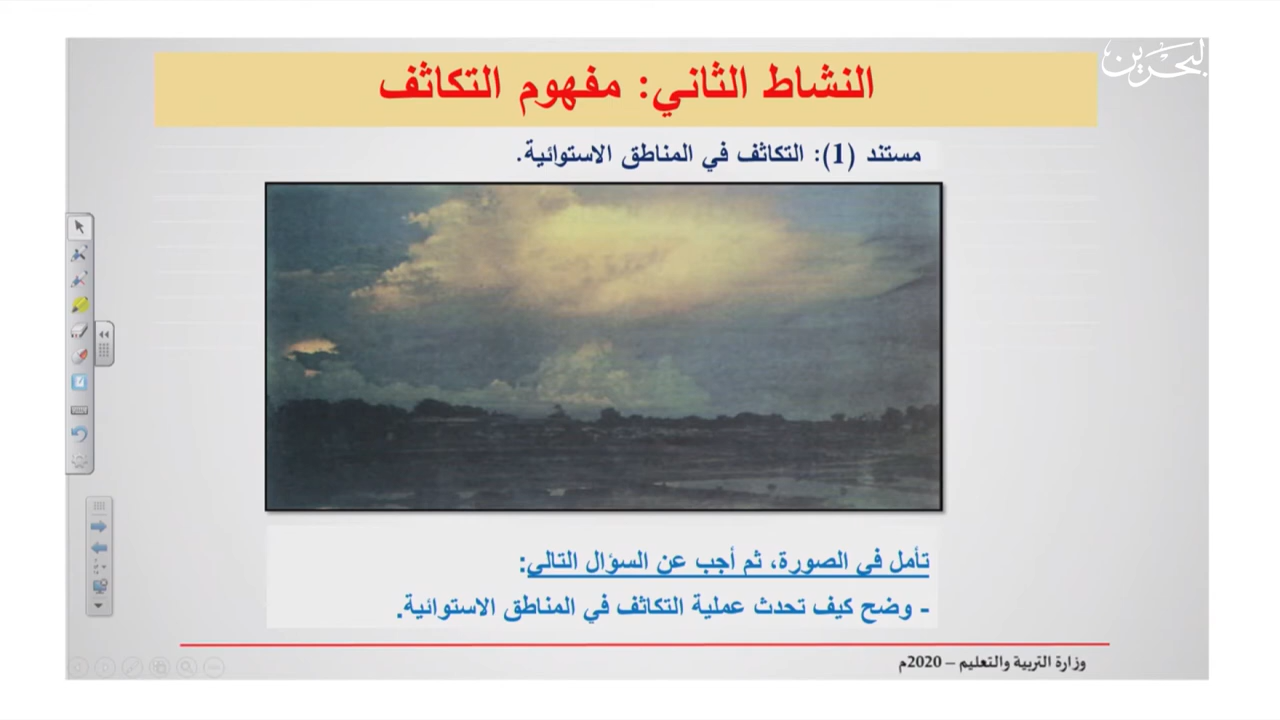 البحرين
النشاط الثاني: مفهوم التكاثف
مستند (1): التكاثف في المناطق الاستوائية.
تأمل في الصورة، ثم أجب عن السؤال التالي:
- وضح كيف تحدث عملية التكاثف في المناطق الاستوائية.
وزارة التربية والتعليم – 2020م